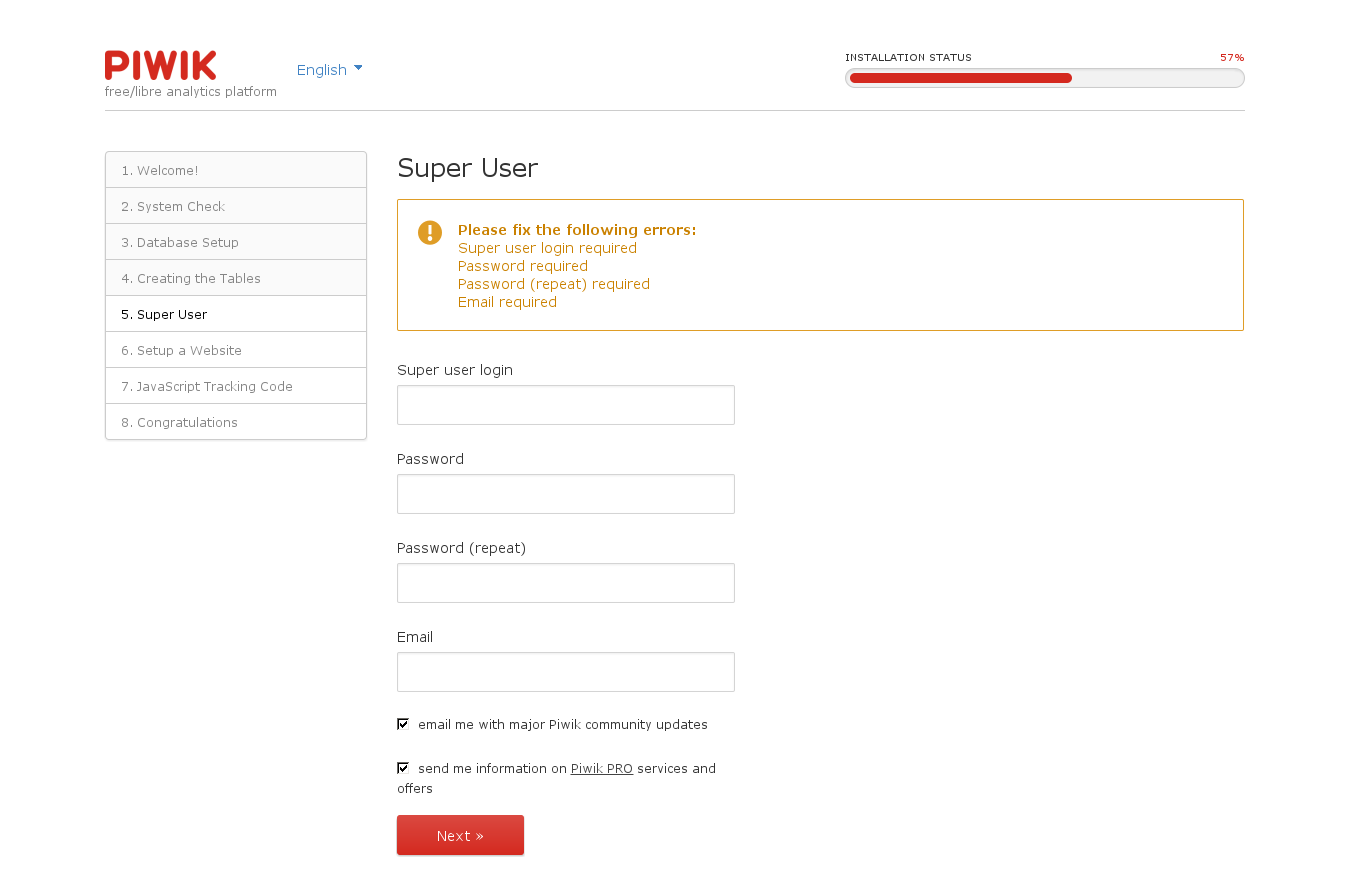 PIWIK
free/libre analytics platform
English
INSTALLATION STATUS 57%
1. Welcome!
2. System Check
3. Database Setup
4. Creating the Tables
5. Super User
6. Setup a Website
7. JavaScript Tracking Code
8. Congratulations
Super User
Please fix the following errors:
Super user login required
Password required
Password (repeat) required
Email required
Super user login
Password
Password (repeat)
Email
email me with major Piwik community updates
send me information on Piwik PRO services and
offers
Next »